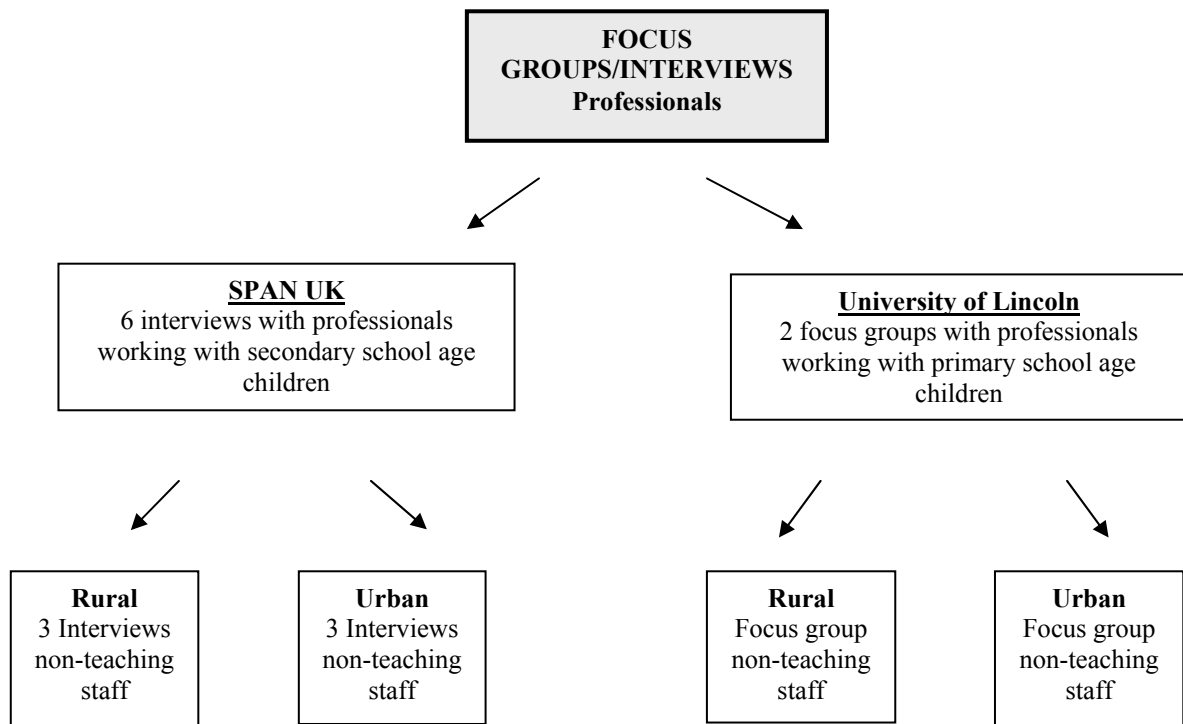 FOCUS
GROUPS/INTERVIEWS
Professionals
SPAN UK
6 interviews with professionals
working with secondary school age
children
University of Lincoln
2 focus groups with professionals
working with primary school age
children
Rural
3 Interviews
non-teaching
staff
Urban
3 Interviews
non-teaching
staff
Rural
Focus group
non-teaching
staff
Urban
Focus group
non-teaching
staff